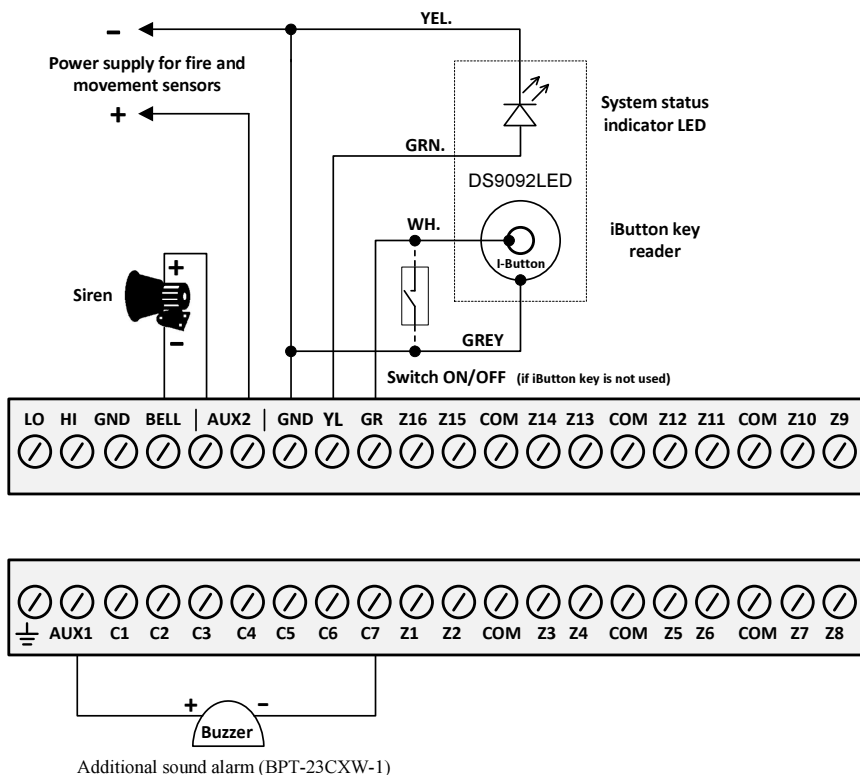 YEL.
–
Power supply for fire and
movement sensors
+
System status
indicator LED
GRN.
DS9092LED
WH.
iButton key
reader
I-Button
+
Siren
–
GREY
Switch ON/OFF (if iButton key is not used)
LO HI GND BELL | AUX2 | GND YL GR Z16 Z15 COM Z14 Z13 COM Z12 Z11 COM Z10 Z9
AUX1 C1 C2 C3 C4 C5 C6 C7 Z1 Z2 COM Z3 Z4 COM Z5 Z6 COM Z7 Z8
+ –
Buzzer
Additional sound alarm (BPT-23CXW-1)